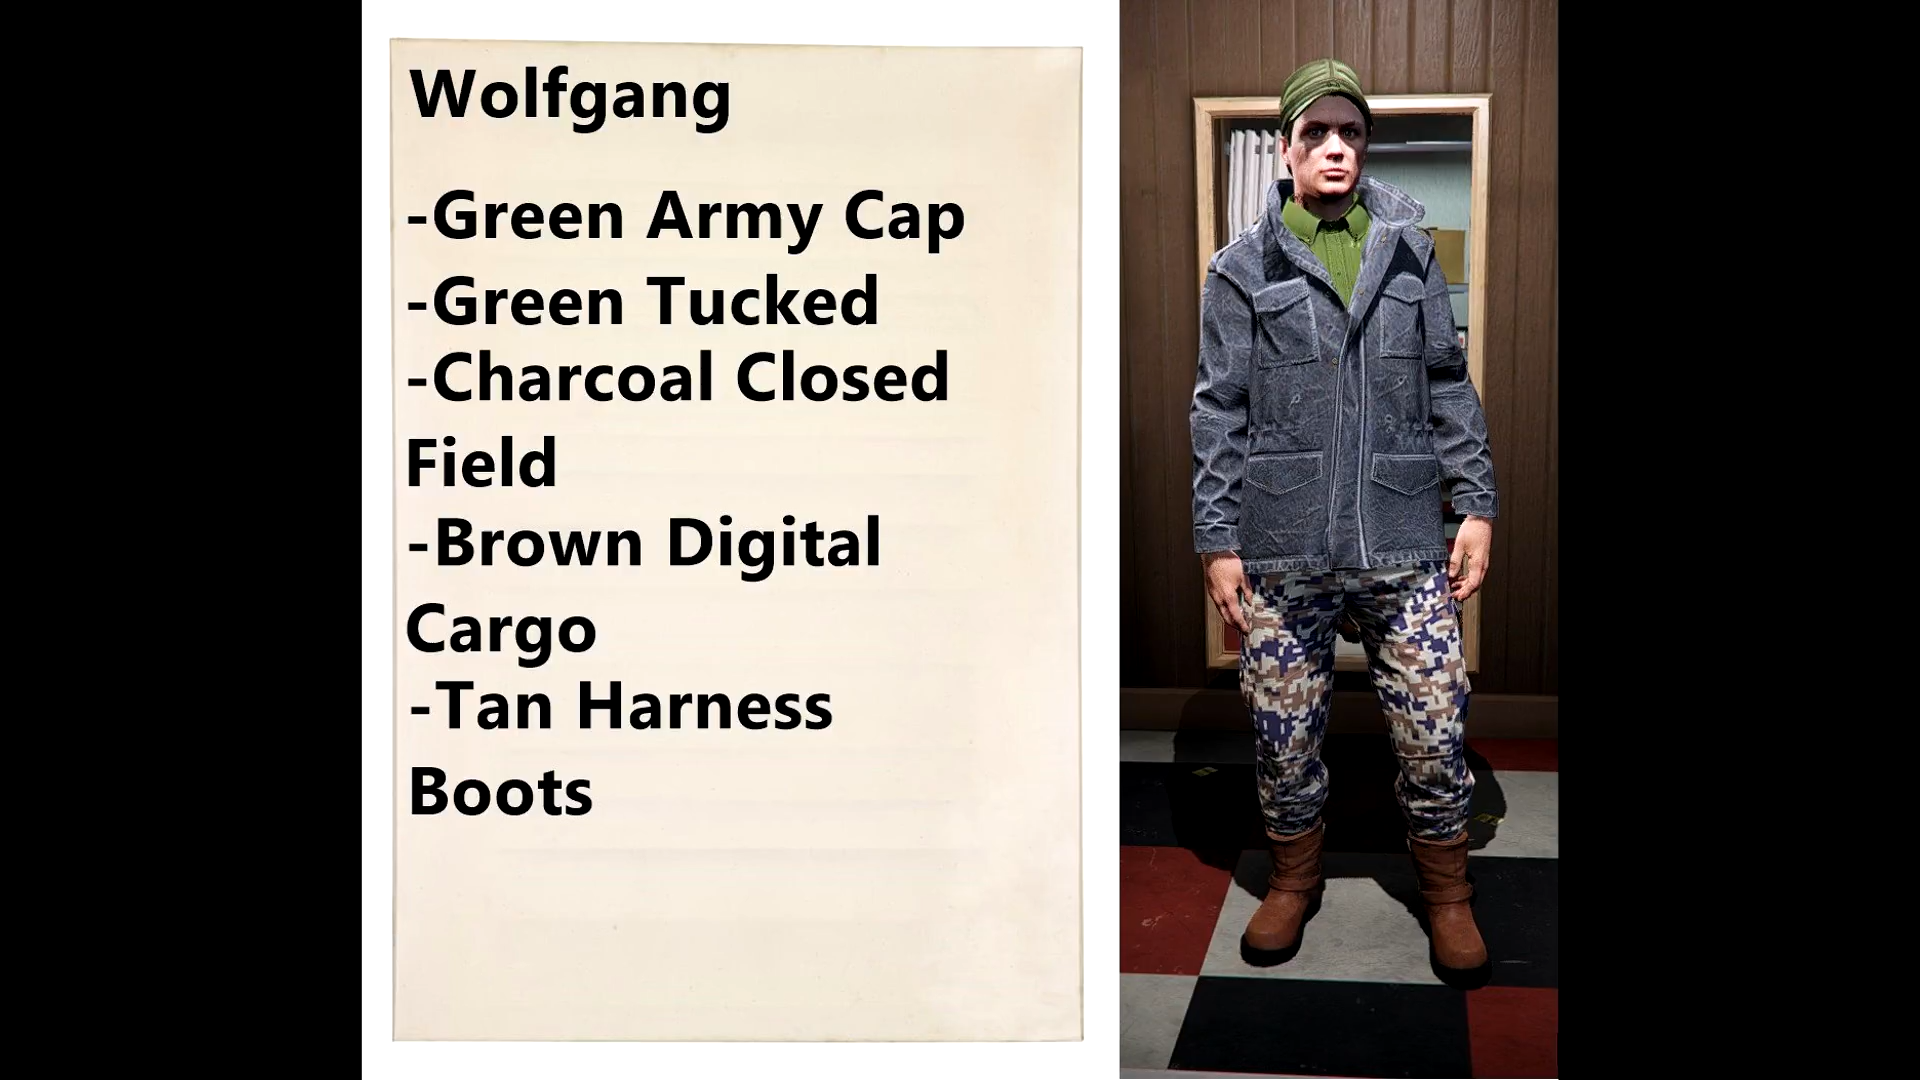 Wolfgang
-Green Army Cap
-Green Tucked
-Charcoal Closed
Field
-Brown Digital
Cargo
-Tan Harness
Boots